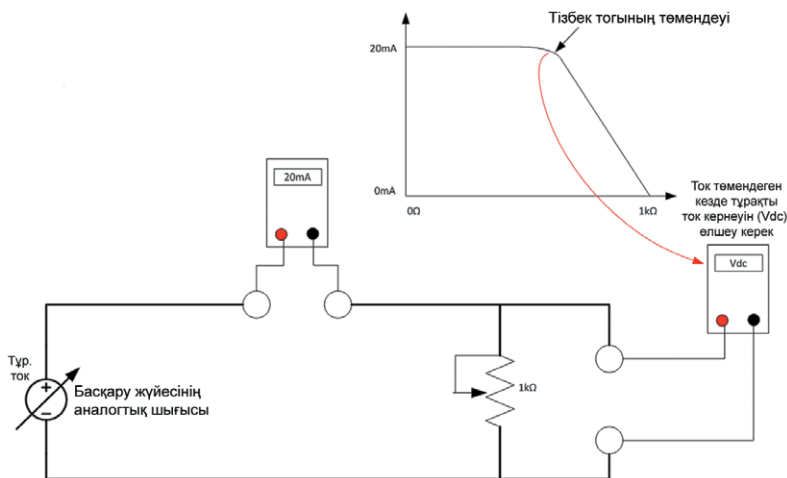 Тізбек тогының төмендеуі
20mA
0mA
0Ω
1kΩ
20mA
Ток төмендеген
кезде тұрақты
ток кернеуін (Vdc)
өлшеу керек
Vdc
Тұр.
ток
+
−
Басқару жүйесінің
аналогтық шығысы
1kΩ